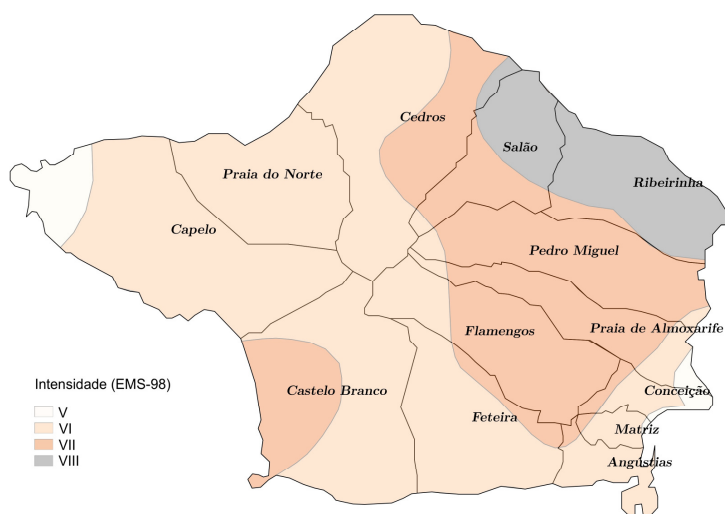 Cedros
Salão
Praia do Norte
Ribeirinha
Capelo
Pedro Miguel
Flamengos
Praia de Almoxarife
Intensidade (EMS-98)
Castelo Branco
Conceição
V
VI
Feteira
Matriz
VII
VIII
Angústias